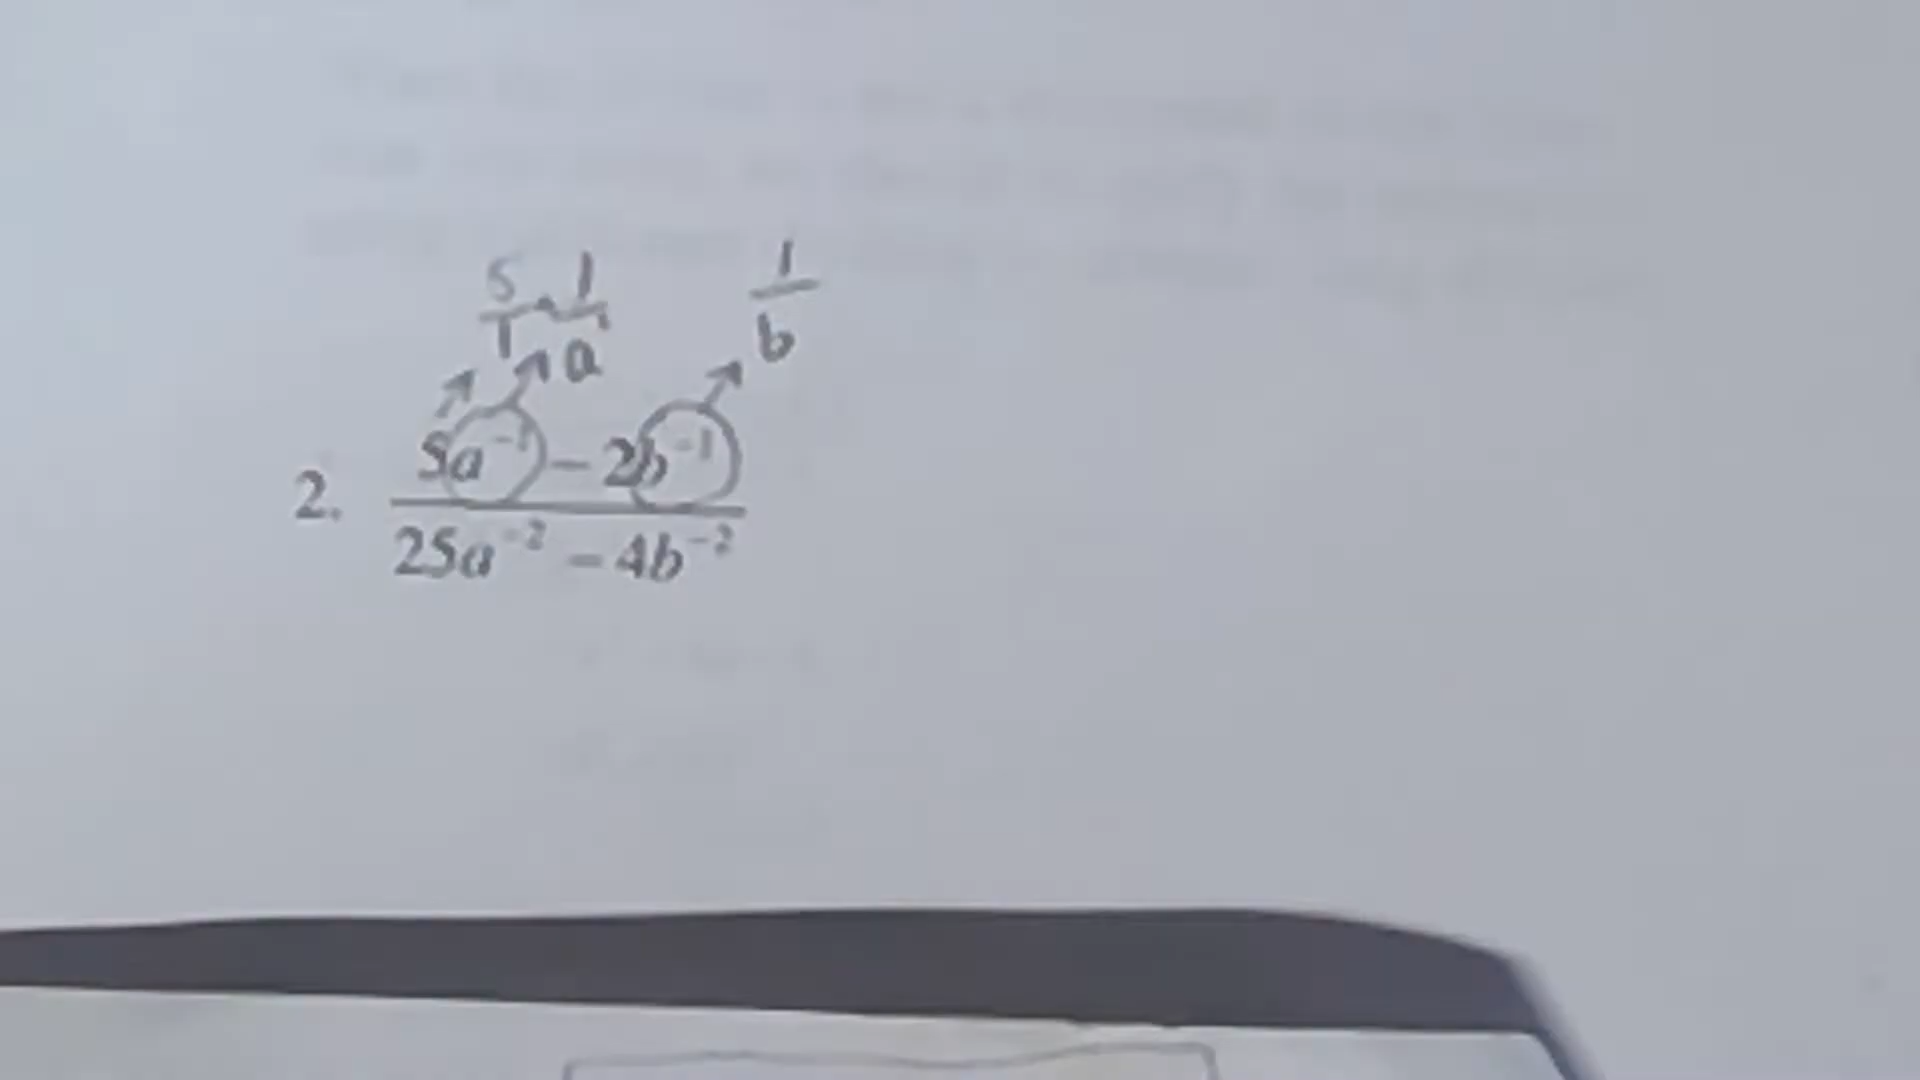 5/1 · 1/a 1/b
2. 5a⁻¹ − 2b⁻¹
25a⁻² − 4b⁻²